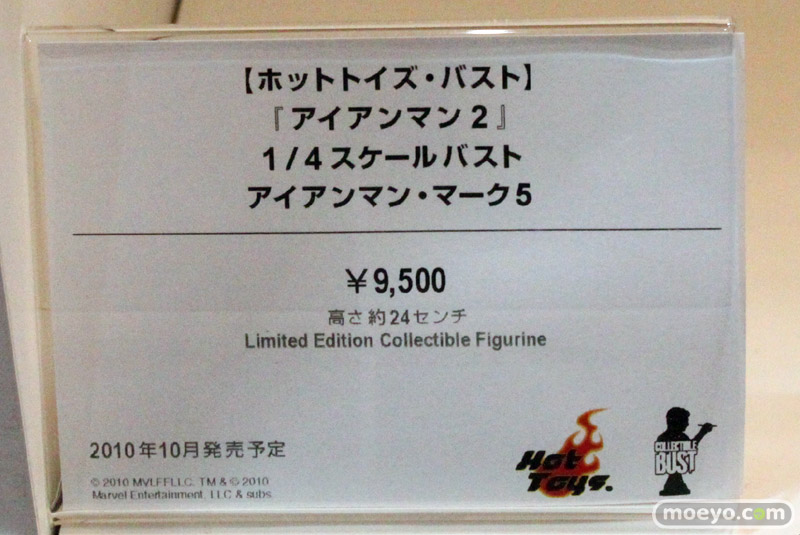 【ホットトイズ・バスト】
『アイアンマン2』
1/4スケールバスト
アイアンマン・マーク5
¥9,500
高さ約24センチ
Limited Edition Collectible Figurine
2010年10月発売予定
© 2010 MVLFFLLC. TM & © 2010
Marvel Entertainment, LLC & subs.
Hot
Toys.
COLLECTIBLE
BUST
moeyo.com